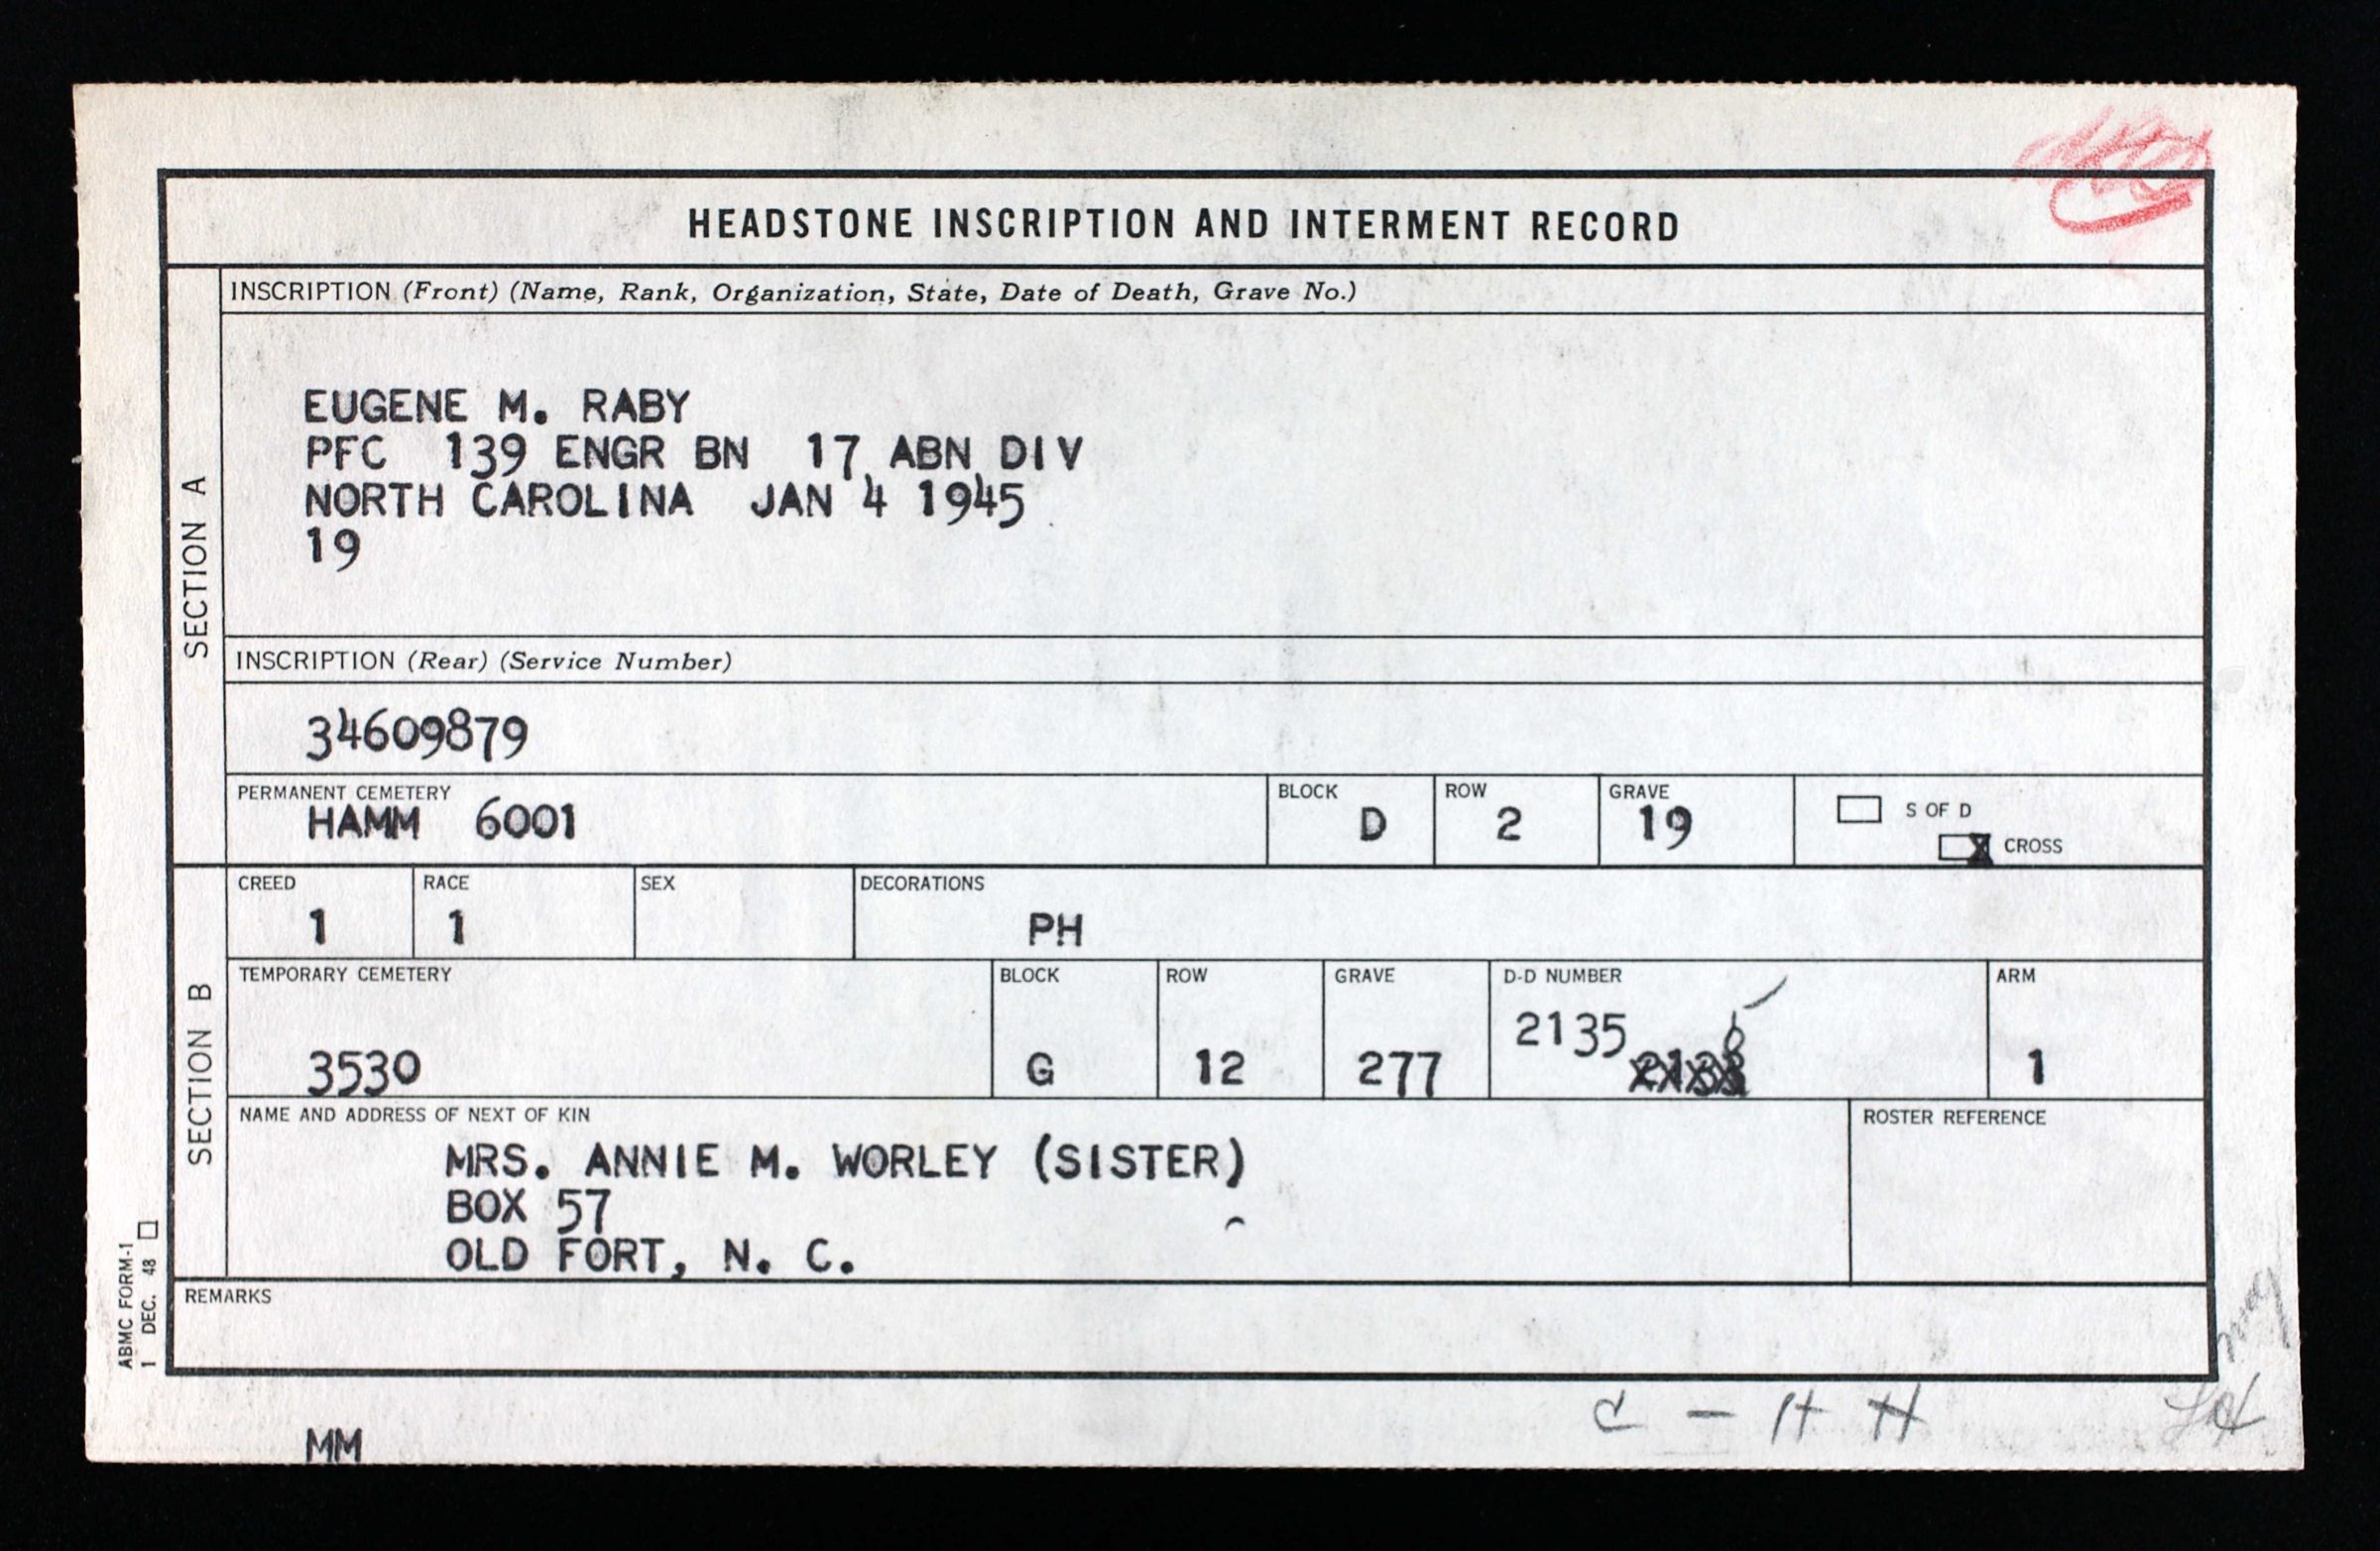 HEADSTONE INSCRIPTION AND INTERMENT RECORD
SECTION A
INSCRIPTION (Front) (Name, Rank, Organization, State, Date of Death, Grave No.)
EUGENE M. RABY
PFC 139 ENGR BN 17 ABN DIV
NORTH CAROLINA JAN 4 1945
19
INSCRIPTION (Rear) (Service Number)
34609879
PERMANENT CEMETERY BLOCK ROW GRAVE
HAMM 6001 D 2 19
S OF D
X CROSS
SECTION B
CREED RACE SEX DECORATIONS
1 1 PH
TEMPORARY CEMETERY BLOCK ROW GRAVE D-D NUMBER ARM
2135
3530 G 12 277 1
NAME AND ADDRESS OF NEXT OF KIN ROSTER REFERENCE
MRS. ANNIE M. WORLEY (SISTER)
BOX 57
OLD FORT, N. C.
REMARKS
ABMC FORM-1
1 DEC. 48
C - H H
MM